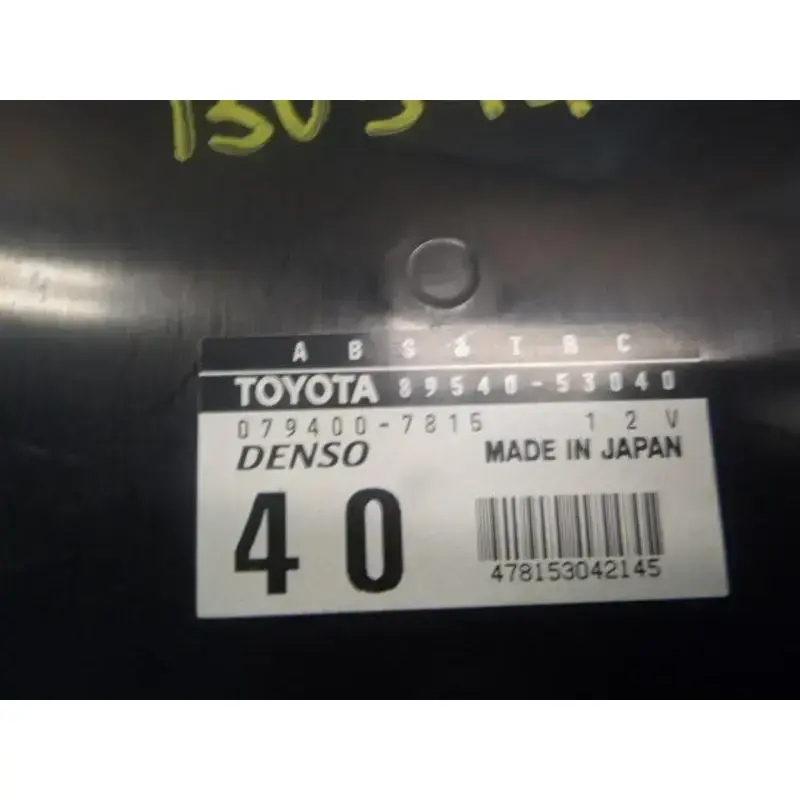 ABS & TRC
TOYOTA 89540-53040
079400-7815 12V
DENSO MADE IN JAPAN
40
478153042145